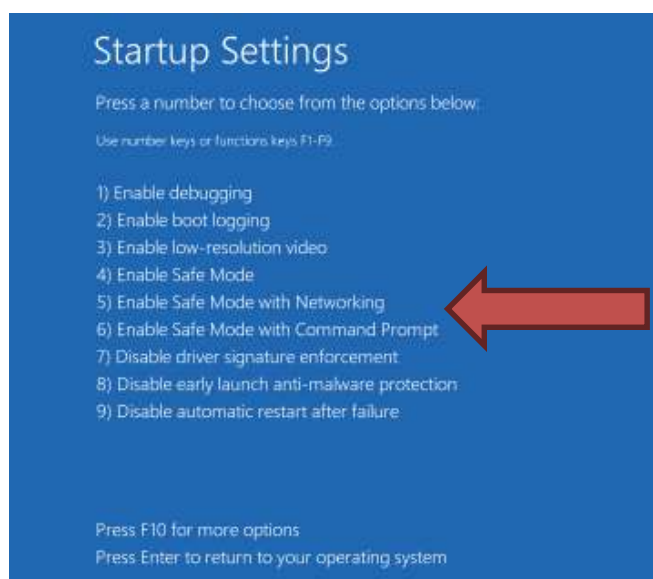 Startup Settings
Press a number to choose from the options below:
Use number keys or functions keys F1-F9.
1) Enable debugging
2) Enable boot logging
3) Enable low-resolution video
4) Enable Safe Mode
5) Enable Safe Mode with Networking
6) Enable Safe Mode with Command Prompt
7) Disable driver signature enforcement
8) Disable early launch anti-malware protection
9) Disable automatic restart after failure
Press F10 for more options
Press Enter to return to your operating system